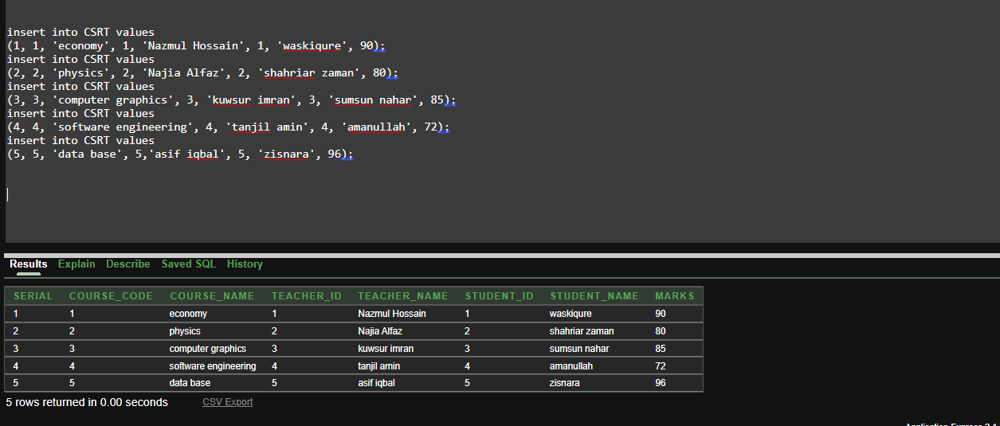 insert into CSRT values
(1, 1, 'economy', 1, 'Nazmul Hossain', 1, 'waskiqure', 90);
insert into CSRT values
(2, 2, 'physics', 2, 'Najia Alfaz', 2, 'shahriar zaman', 80);
insert into CSRT values
(3, 3, 'computer graphics', 3, 'kuwsur imran', 3, 'sumsun nahar', 85);
insert into CSRT values
(4, 4, 'software engineering', 4, 'tanjil amin', 4, 'amanullah', 72);
insert into CSRT values
(5, 5, 'data base', 5,'asif iqbal', 5, 'zisnara', 96);
Results Explain Describe Saved SQL History
SERIAL COURSE_CODE COURSE_NAME TEACHER_ID TEACHER_NAME STUDENT_ID STUDENT_NAME MARKS
1 1 economy 1 Nazmul Hossain 1 waskiqure 90
2 2 physics 2 Najia Alfaz 2 shahriar zaman 80
3 3 computer graphics 3 kuwsur imran 3 sumsun nahar 85
4 4 software engineering 4 tanjil amin 4 amanullah 72
5 5 data base 5 asif iqbal 5 zisnara 96
5 rows returned in 0.00 seconds CSV Export
Application Express